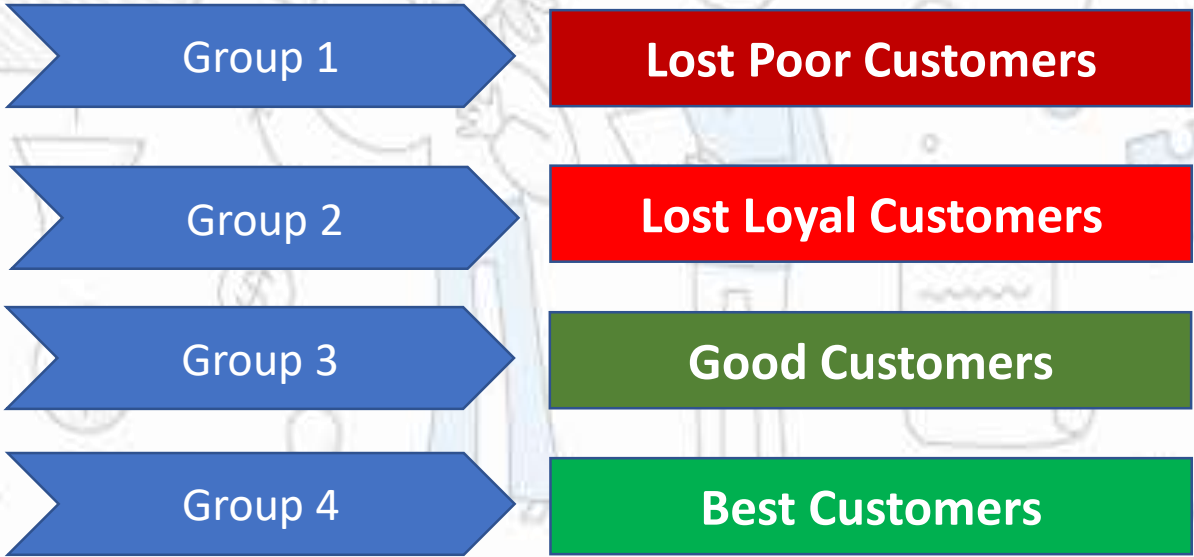 Group 1
Lost Poor Customers
Group 2
Lost Loyal Customers
Group 3
Good Customers
Group 4
Best Customers